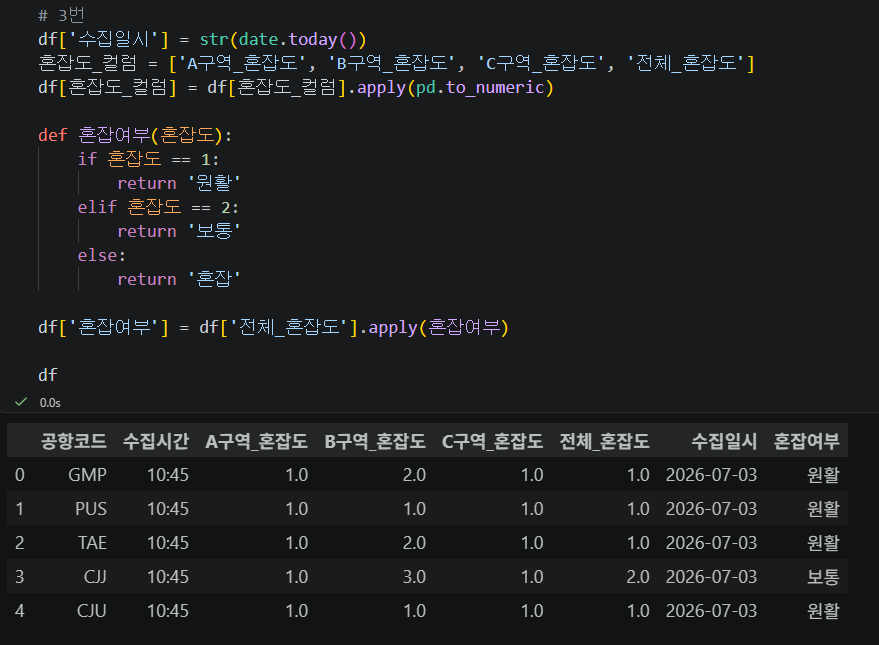 # 3번
df['수집일시'] = str(date.today())
혼잡도_컬럼 = ['A구역_혼잡도', 'B구역_혼잡도', 'C구역_혼잡도', '전체_혼잡도']
df[혼잡도_컬럼] = df[혼잡도_컬럼].apply(pd.to_numeric)
def 혼잡여부(혼잡도):
    if 혼잡도 == 1:
        return '원활'
    elif 혼잡도 == 2:
        return '보통'
    else:
        return '혼잡'
df['혼잡여부'] = df['전체_혼잡도'].apply(혼잡여부)
df
0.0s
공항코드 수집시간 A구역_혼잡도 B구역_혼잡도 C구역_혼잡도 전체_혼잡도 수집일시 혼잡여부
0 GMP 10:45 1.0 2.0 1.0 1.0 2026-07-03 원활
1 PUS 10:45 1.0 1.0 1.0 1.0 2026-07-03 원활
2 TAE 10:45 1.0 2.0 1.0 1.0 2026-07-03 원활
3 CJJ 10:45 1.0 3.0 1.0 2.0 2026-07-03 보통
4 CJU 10:45 1.0 1.0 1.0 1.0 2026-07-03 원활